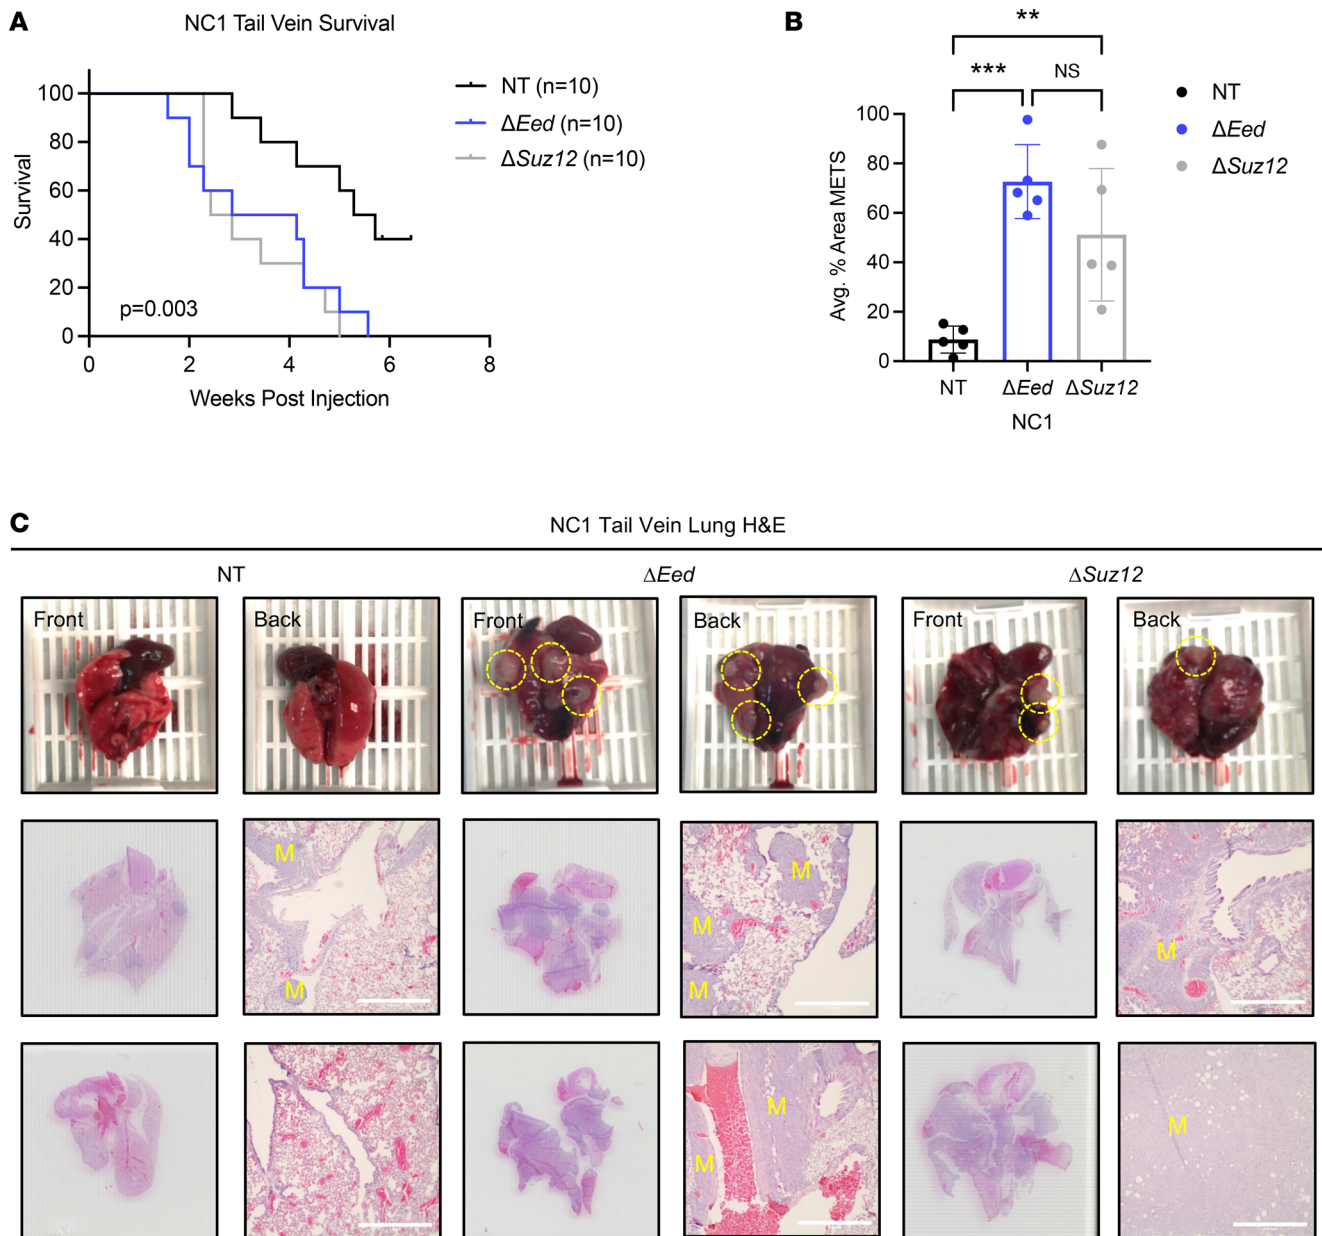 A
NC1 Tail Vein Survival
Survival
100
80
60
40
20
0
p=0.003
0 2 4 6 8
Weeks Post Injection
NT (n=10)
ΔEed (n=10)
ΔSuz12 (n=10)
B
**
*** NS
Avg. % Area METS
100
80
60
40
20
0
NT ΔEed ΔSuz12
NC1
NT
ΔEed
ΔSuz12
C
NC1 Tail Vein Lung H&E
NT ΔEed ΔSuz12
Front Back Front Back Front Back
M M
M M
M
M
M
M
M
M